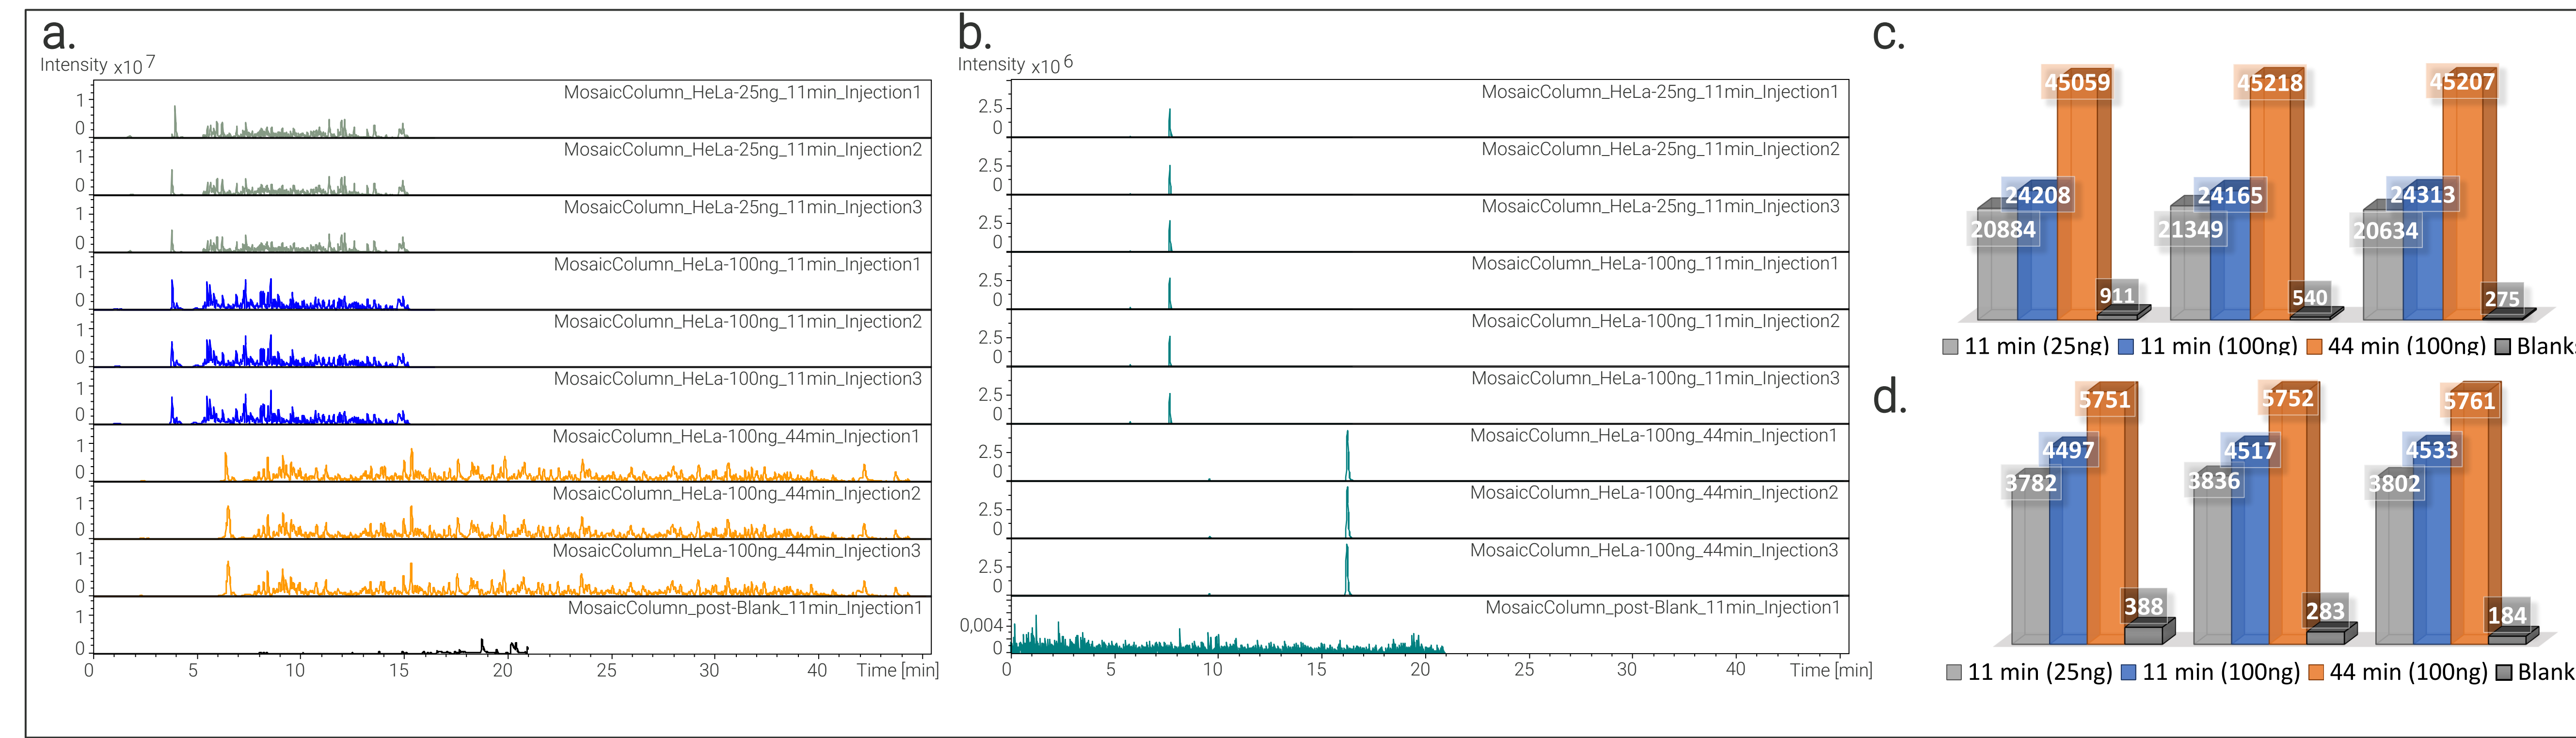 a.
Intensity x10 7
1
0
MosaicColumn_HeLa-25ng_11min_Injection1
1
0
MosaicColumn_HeLa-25ng_11min_Injection2
1
0
MosaicColumn_HeLa-25ng_11min_Injection3
1
0
MosaicColumn_HeLa-100ng_11min_Injection1
1
0
MosaicColumn_HeLa-100ng_11min_Injection2
1
0
MosaicColumn_HeLa-100ng_11min_Injection3
1
0
MosaicColumn_HeLa-100ng_44min_Injection1
1
0
MosaicColumn_HeLa-100ng_44min_Injection2
1
0
MosaicColumn_HeLa-100ng_44min_Injection3
1
0
MosaicColumn_post-Blank_11min_Injection1
0 5 10 15 20 25 30 40 Time [min]
b.
Intensity x10 6
2.5
0
MosaicColumn_HeLa-25ng_11min_Injection1
2.5
0
MosaicColumn_HeLa-25ng_11min_Injection2
2.5
0
MosaicColumn_HeLa-25ng_11min_Injection3
2.5
0
MosaicColumn_HeLa-100ng_11min_Injection1
2.5
0
MosaicColumn_HeLa-100ng_11min_Injection2
2.5
0
MosaicColumn_HeLa-100ng_11min_Injection3
2.5
0
MosaicColumn_HeLa-100ng_44min_Injection1
2.5
0
MosaicColumn_HeLa-100ng_44min_Injection2
2.5
0
MosaicColumn_HeLa-100ng_44min_Injection3
0,004
0
MosaicColumn_post-Blank_11min_Injection1
0 5 10 15 20 25 30 40 Time [min]
c.
45059 45218 45207
24208 24165 24313
20884 21349 20634
911 540 275
11 min (25ng) 11 min (100ng) 44 min (100ng) Blank
d.
5751 5752 5761
4497 4517 4533
3782 3836 3802
388 283 184
11 min (25ng) 11 min (100ng) 44 min (100ng) Blank